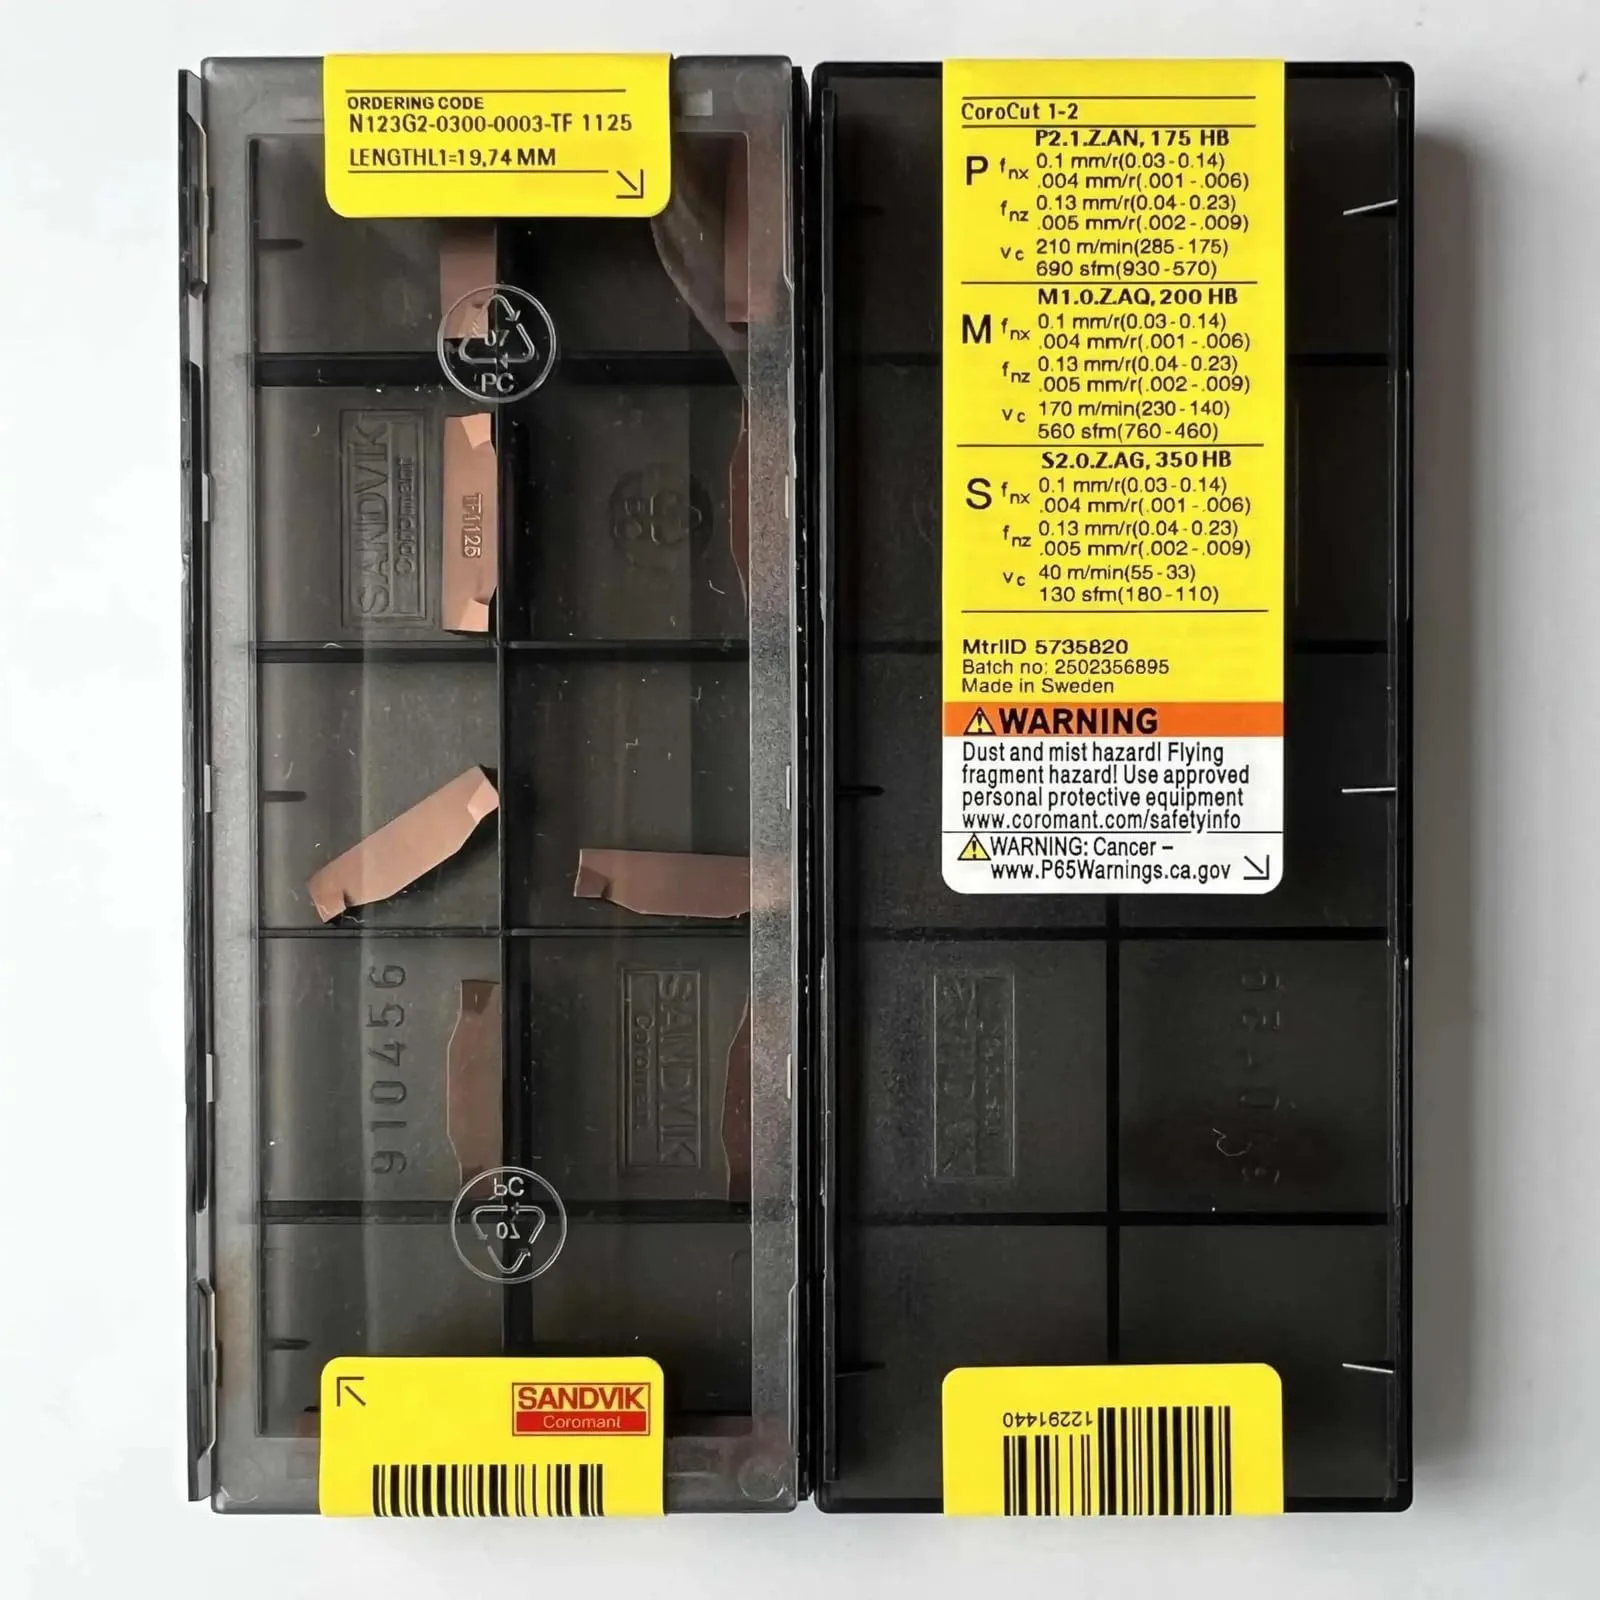 ORDERING CODE
N123G2-0300-0003-TF 1125
LENGTHL1=19,74 MM
07
PC
SANDVIK
Coromant
TF1125
910456
SANDVIK
Coromant
PC
07
SANDVIK
Coromant
CoroCut 1-2
P2.1.Z.AN, 175 HB
P fnx 0.1 mm/r(0.03-0.14)
.004 mm/r(.001-.006)
fnz 0.13 mm/r(0.04-0.23)
.005 mm/r(.002-.009)
vc 210 m/min(285-175)
690 sfm(930-570)
M1.0.Z.AQ, 200 HB
M fnx 0.1 mm/r(0.03-0.14)
.004 mm/r(.001-.006)
fnz 0.13 mm/r(0.04-0.23)
.005 mm/r(.002-.009)
vc 170 m/min(230-140)
560 sfm(760-460)
S2.0.Z.AG, 350 HB
S fnx 0.1 mm/r(0.03-0.14)
.004 mm/r(.001-.006)
fnz 0.13 mm/r(0.04-0.23)
.005 mm/r(.002-.009)
vc 40 m/min(55-33)
130 sfm(180-110)
MtrlID 5735820
Batch no: 2502356895
Made in Sweden
WARNING
Dust and mist hazard! Flying
fragment hazard! Use approved
personal protective equipment
www.coromant.com/safetyinfo
WARNING: Cancer –
www.P65Warnings.ca.gov
12291440